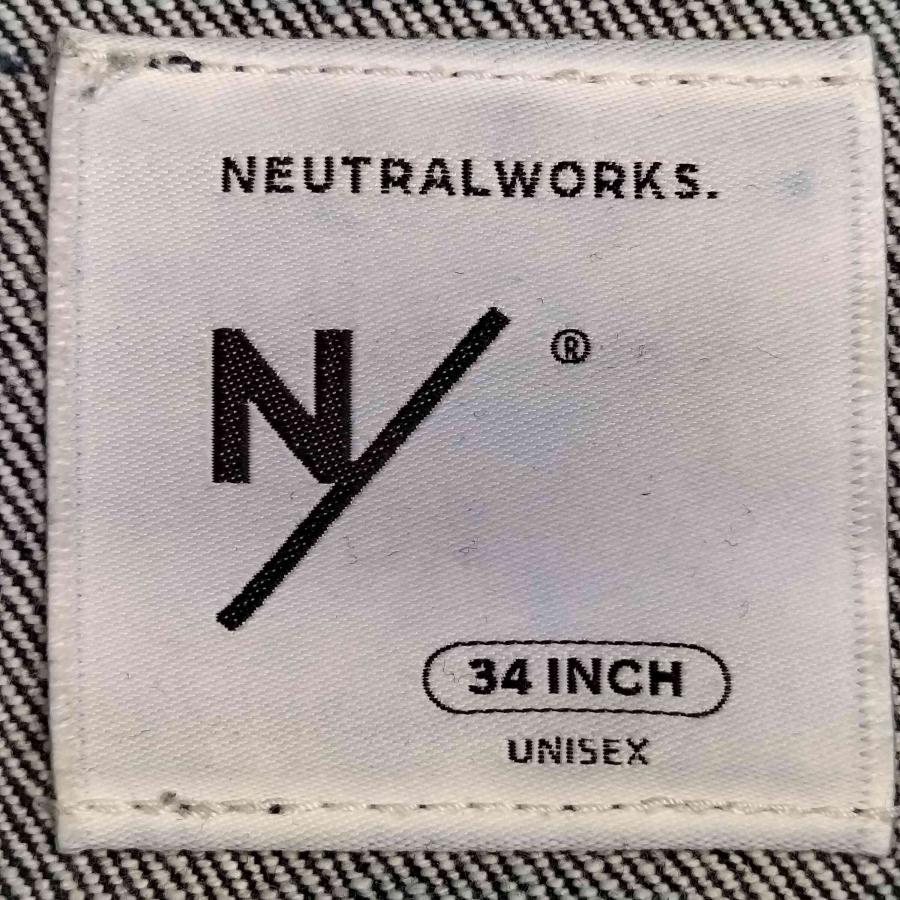 NEUTRALWORKS.
N/ ®
34 INCH
UNISEX